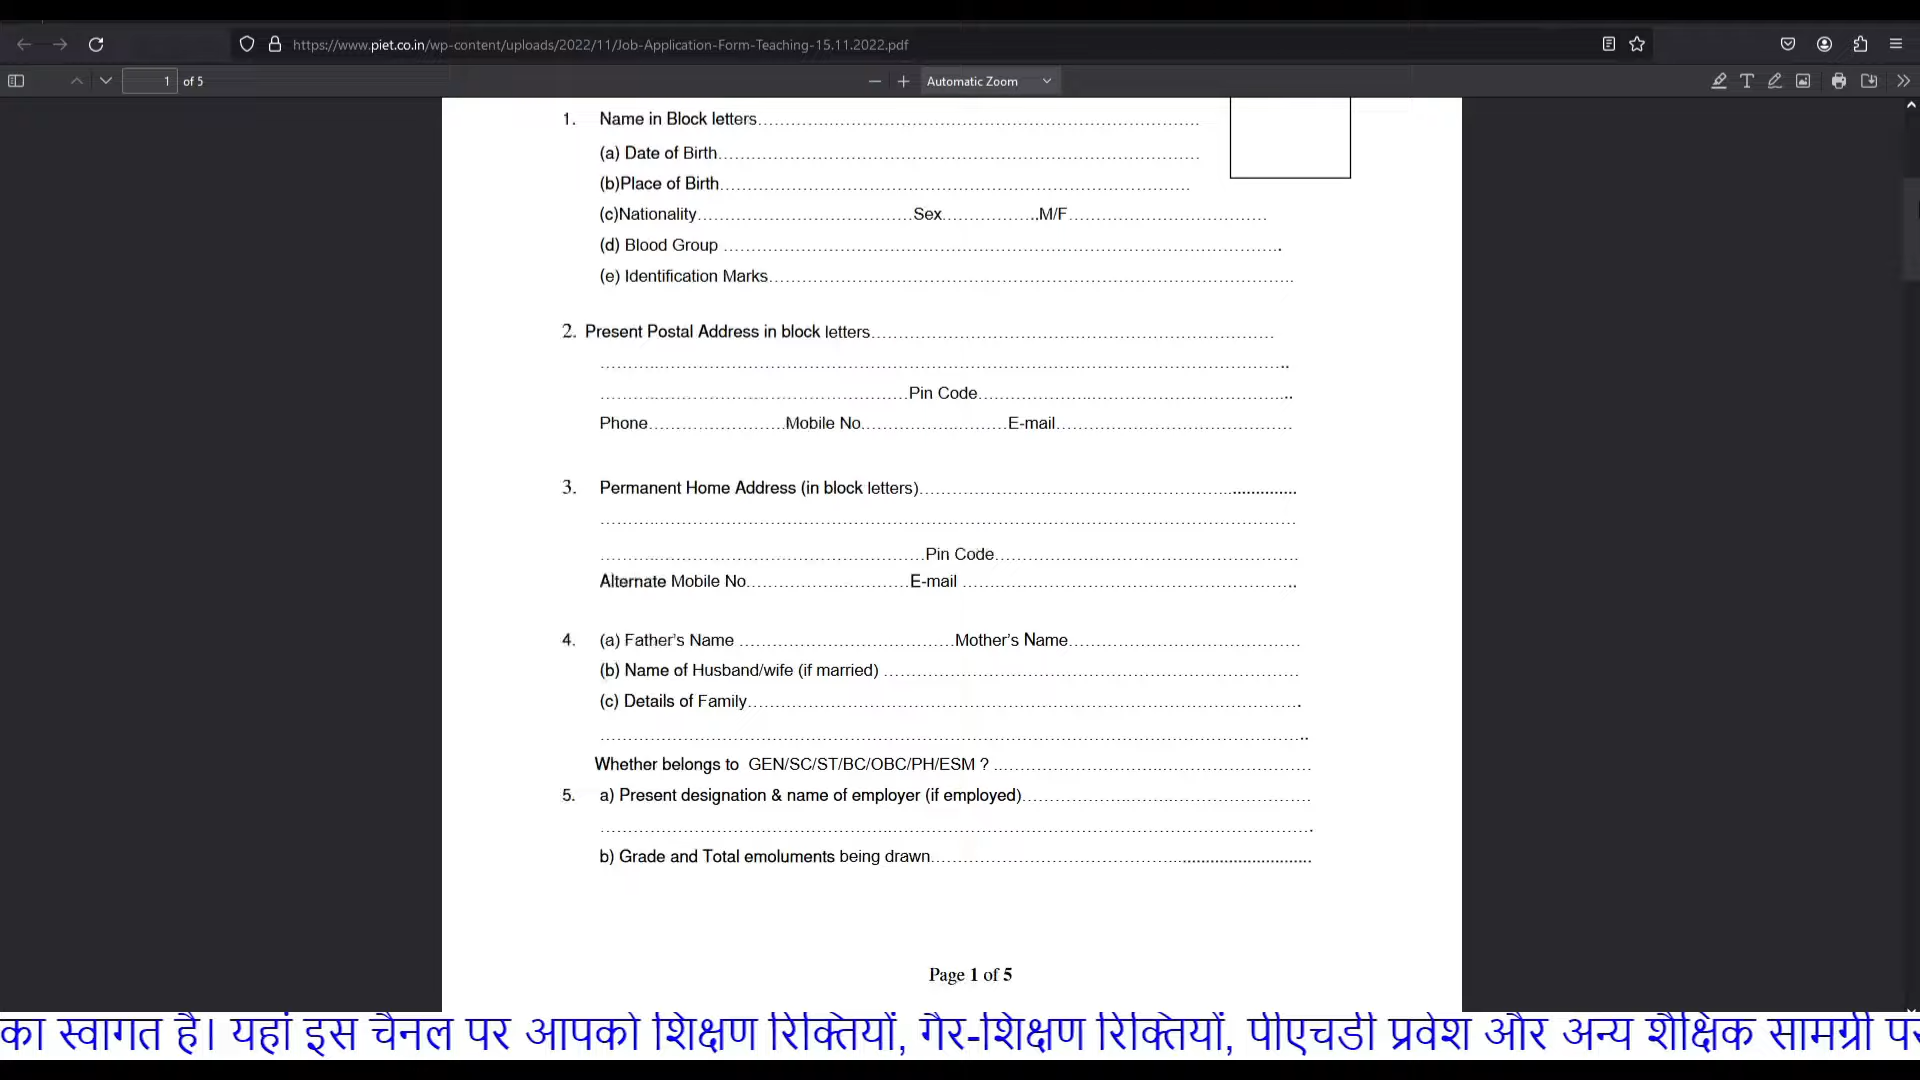 https://www.piet.co.in/wp-content/uploads/2022/11/Job-Application-Form-Teaching-15.11.2022.pdf
1 of 5 Automatic Zoom
1. Name in Block letters
(a) Date of Birth
(b)Place of Birth
(c)Nationality Sex M/F
(d) Blood Group
(e) Identification Marks
2. Present Postal Address in block letters
Pin Code
Phone Mobile No E-mail
3. Permanent Home Address (in block letters)
Pin Code
Alternate Mobile No E-mail
4. (a) Father's Name Mother's Name
(b) Name of Husband/wife (if married)
(c) Details of Family
Whether belongs to GEN/SC/ST/BC/OBC/PH/ESM ?
5. a) Present designation & name of employer (if employed)
b) Grade and Total emoluments being drawn
Page 1 of 5
का स्वागत है। यहां इस चैनल पर आपको शिक्षण रिक्तियों, गैर-शिक्षण रिक्तियों, पीएचडी प्रवेश और अन्य शैक्षिक सामग्री